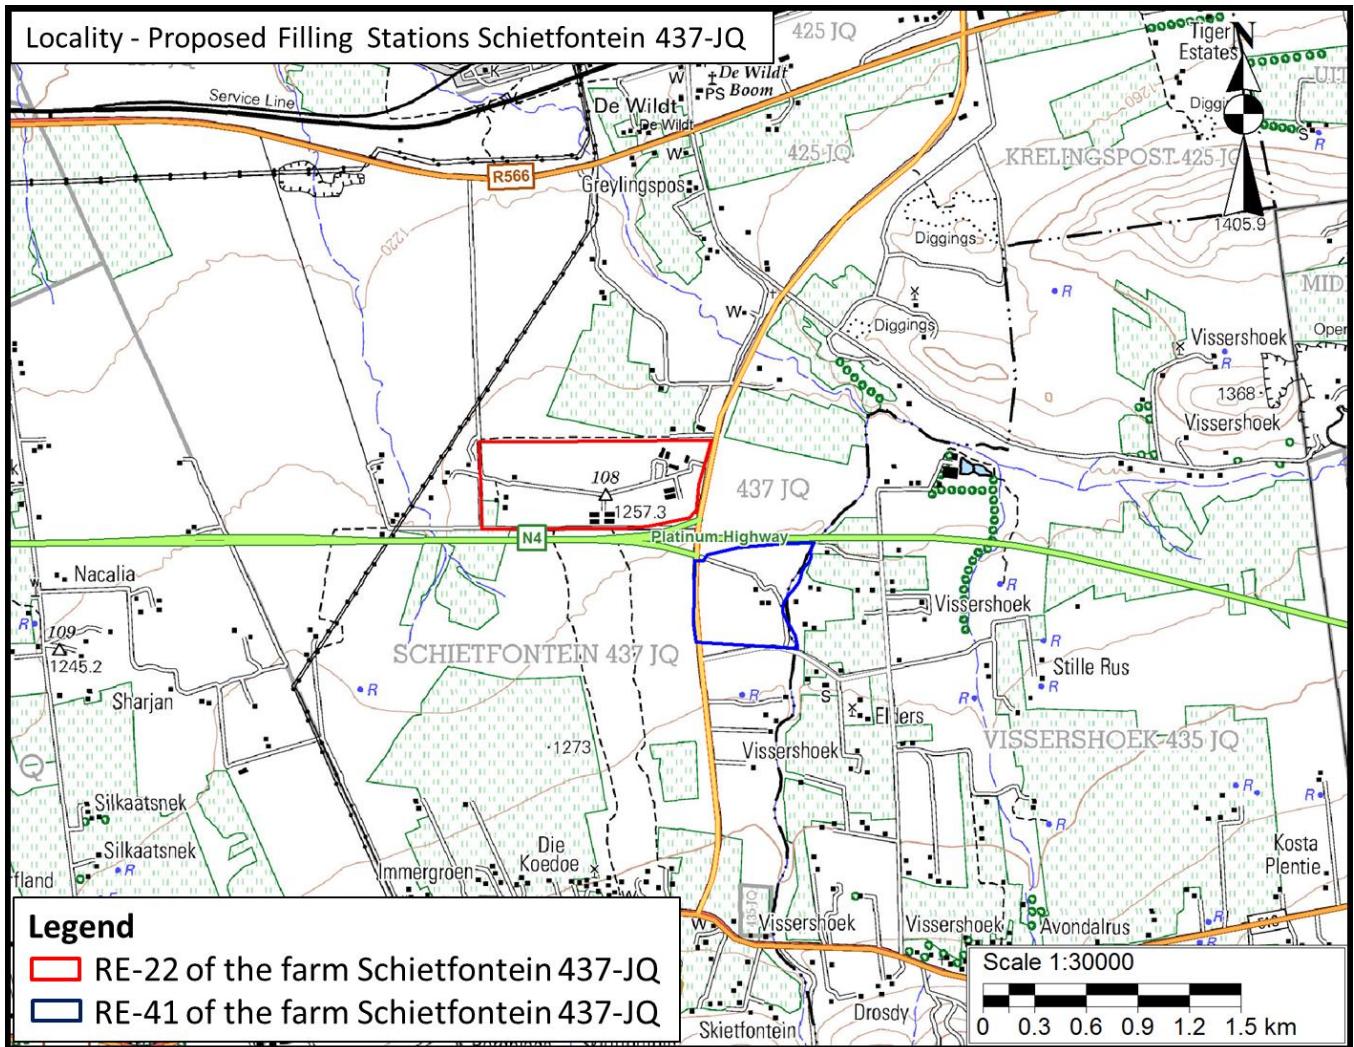 Locality - Proposed Filling Stations Schietfontein 437-JQ
425 JQ
Tiger
Estates
N
K
De Wildt
PS Boom
W
Service Line
De Wildt
De Wildt
W
1260
S
R
R566
425 JQ
KRELINGSPOST 425 JQ
Greylingspos
1220
Diggings
1405.9
R
W
Diggings
Vissershoek
R
1368
Vissershoek
108
1257.3
437 JQ
N4
Platinum Highway
Nacalia
W
R
109
1245.2
Vissershoek
R
R
SCHIETFONTEIN 437 JQ
R
Stille Rus
R
Sharjan
R
R
S
R
Elders
VISSERSHOEK 435 JQ
Vissershoek
1273
Q
Silkaatsnek
R
R
R
Silkaatsnek
R
Die
Koedoe
Immergroen
Kosta
Plentie
W
Vissershoek
Vissershoek
Avondalrus
R
R
Legend
RE-22 of the farm Schietfontein 437-JQ
RE-41 of the farm Schietfontein 437-JQ
Skietfontein
Drosdy
Scale 1:30000
0 0.3 0.6 0.9 1.2 1.5 km